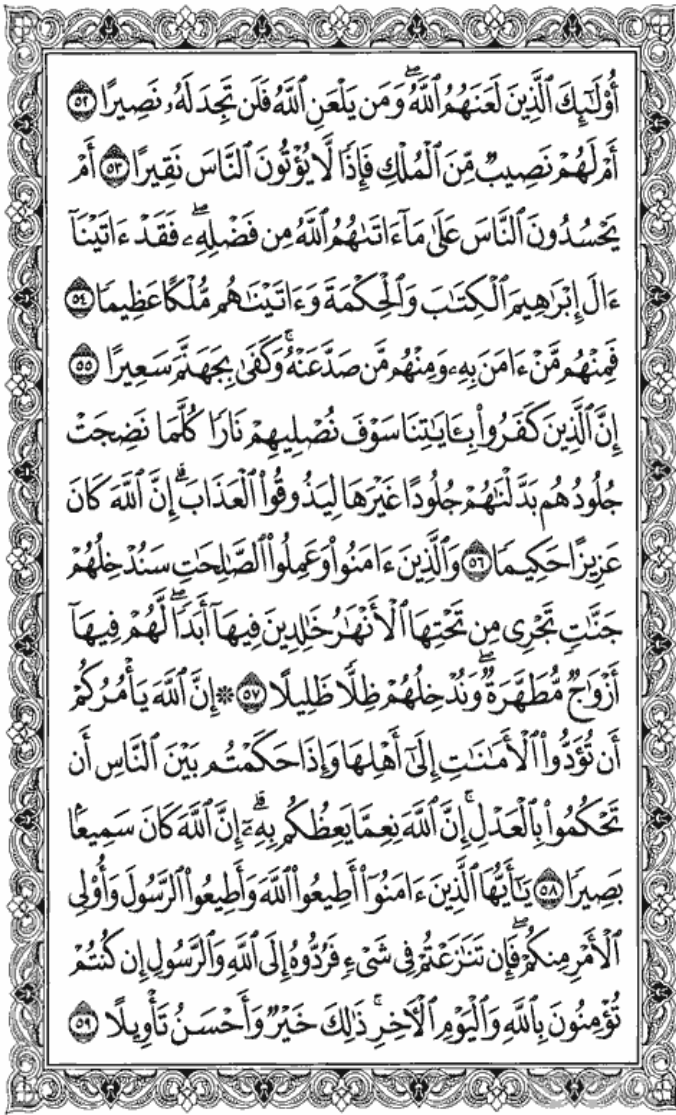 أُوْلَٰٓئِكَ ٱلَّذِينَ لَعَنَهُمُ ٱللَّهُۖ وَمَن يَلْعَنِ ٱللَّهُ فَلَن تَجِدَ لَهُۥ نَصِيرًا ۝٥٢
أَمْ لَهُمْ نَصِيبٌ مِّنَ ٱلْمُلْكِ فَإِذًا لَّا يُؤْتُونَ ٱلنَّاسَ نَقِيرًا ۝٥٣ أَمْ
يَحْسُدُونَ ٱلنَّاسَ عَلَىٰ مَآ ءَاتَىٰهُمُ ٱللَّهُ مِن فَضْلِهِۦۖ فَقَدْ ءَاتَيْنَآ
ءَالَ إِبْرَٰهِيمَ ٱلْكِتَٰبَ وَٱلْحِكْمَةَ وَءَاتَيْنَٰهُم مُّلْكًا عَظِيمًا ۝٥٤
فَمِنْهُم مَّنْ ءَامَنَ بِهِۦ وَمِنْهُم مَّن صَدَّ عَنْهُۚ وَكَفَىٰ بِجَهَنَّمَ سَعِيرًا ۝٥٥
إِنَّ ٱلَّذِينَ كَفَرُوا۟ بِـَٔايَٰتِنَا سَوْفَ نُصْلِيهِمْ نَارًا كُلَّمَا نَضِجَتْ
جُلُودُهُم بَدَّلْنَٰهُمْ جُلُودًا غَيْرَهَا لِيَذُوقُوا۟ ٱلْعَذَابَۗ إِنَّ ٱللَّهَ كَانَ
عَزِيزًا حَكِيمًا ۝٥٦ وَٱلَّذِينَ ءَامَنُوا۟ وَعَمِلُوا۟ ٱلصَّٰلِحَٰتِ سَنُدْخِلُهُمْ
جَنَّٰتٍ تَجْرِى مِن تَحْتِهَا ٱلْأَنْهَٰرُ خَٰلِدِينَ فِيهَآ أَبَدًاۖ لَّهُمْ فِيهَآ
أَزْوَٰجٌ مُّطَهَّرَةٌۖ وَنُدْخِلُهُمْ ظِلًّا ظَلِيلًا ۝٥٧ ۞ إِنَّ ٱللَّهَ يَأْمُرُكُمْ
أَن تُؤَدُّوا۟ ٱلْأَمَٰنَٰتِ إِلَىٰٓ أَهْلِهَا وَإِذَا حَكَمْتُم بَيْنَ ٱلنَّاسِ أَن
تَحْكُمُوا۟ بِٱلْعَدْلِۚ إِنَّ ٱللَّهَ نِعِمَّا يَعِظُكُم بِهِۦٓۗ إِنَّ ٱللَّهَ كَانَ سَمِيعًۢا
بَصِيرًا ۝٥٨ يَٰٓأَيُّهَا ٱلَّذِينَ ءَامَنُوٓا۟ أَطِيعُوا۟ ٱللَّهَ وَأَطِيعُوا۟ ٱلرَّسُولَ وَأُو۟لِى
ٱلْأَمْرِ مِنكُمْۖ فَإِن تَنَٰزَعْتُمْ فِى شَىْءٍ فَرُدُّوهُ إِلَى ٱللَّهِ وَٱلرَّسُولِ إِن كُنتُمْ
تُؤْمِنُونَ بِٱللَّهِ وَٱلْيَوْمِ ٱلْءَاخِرِۚ ذَٰلِكَ خَيْرٌ وَأَحْسَنُ تَأْوِيلًا ۝٥٩